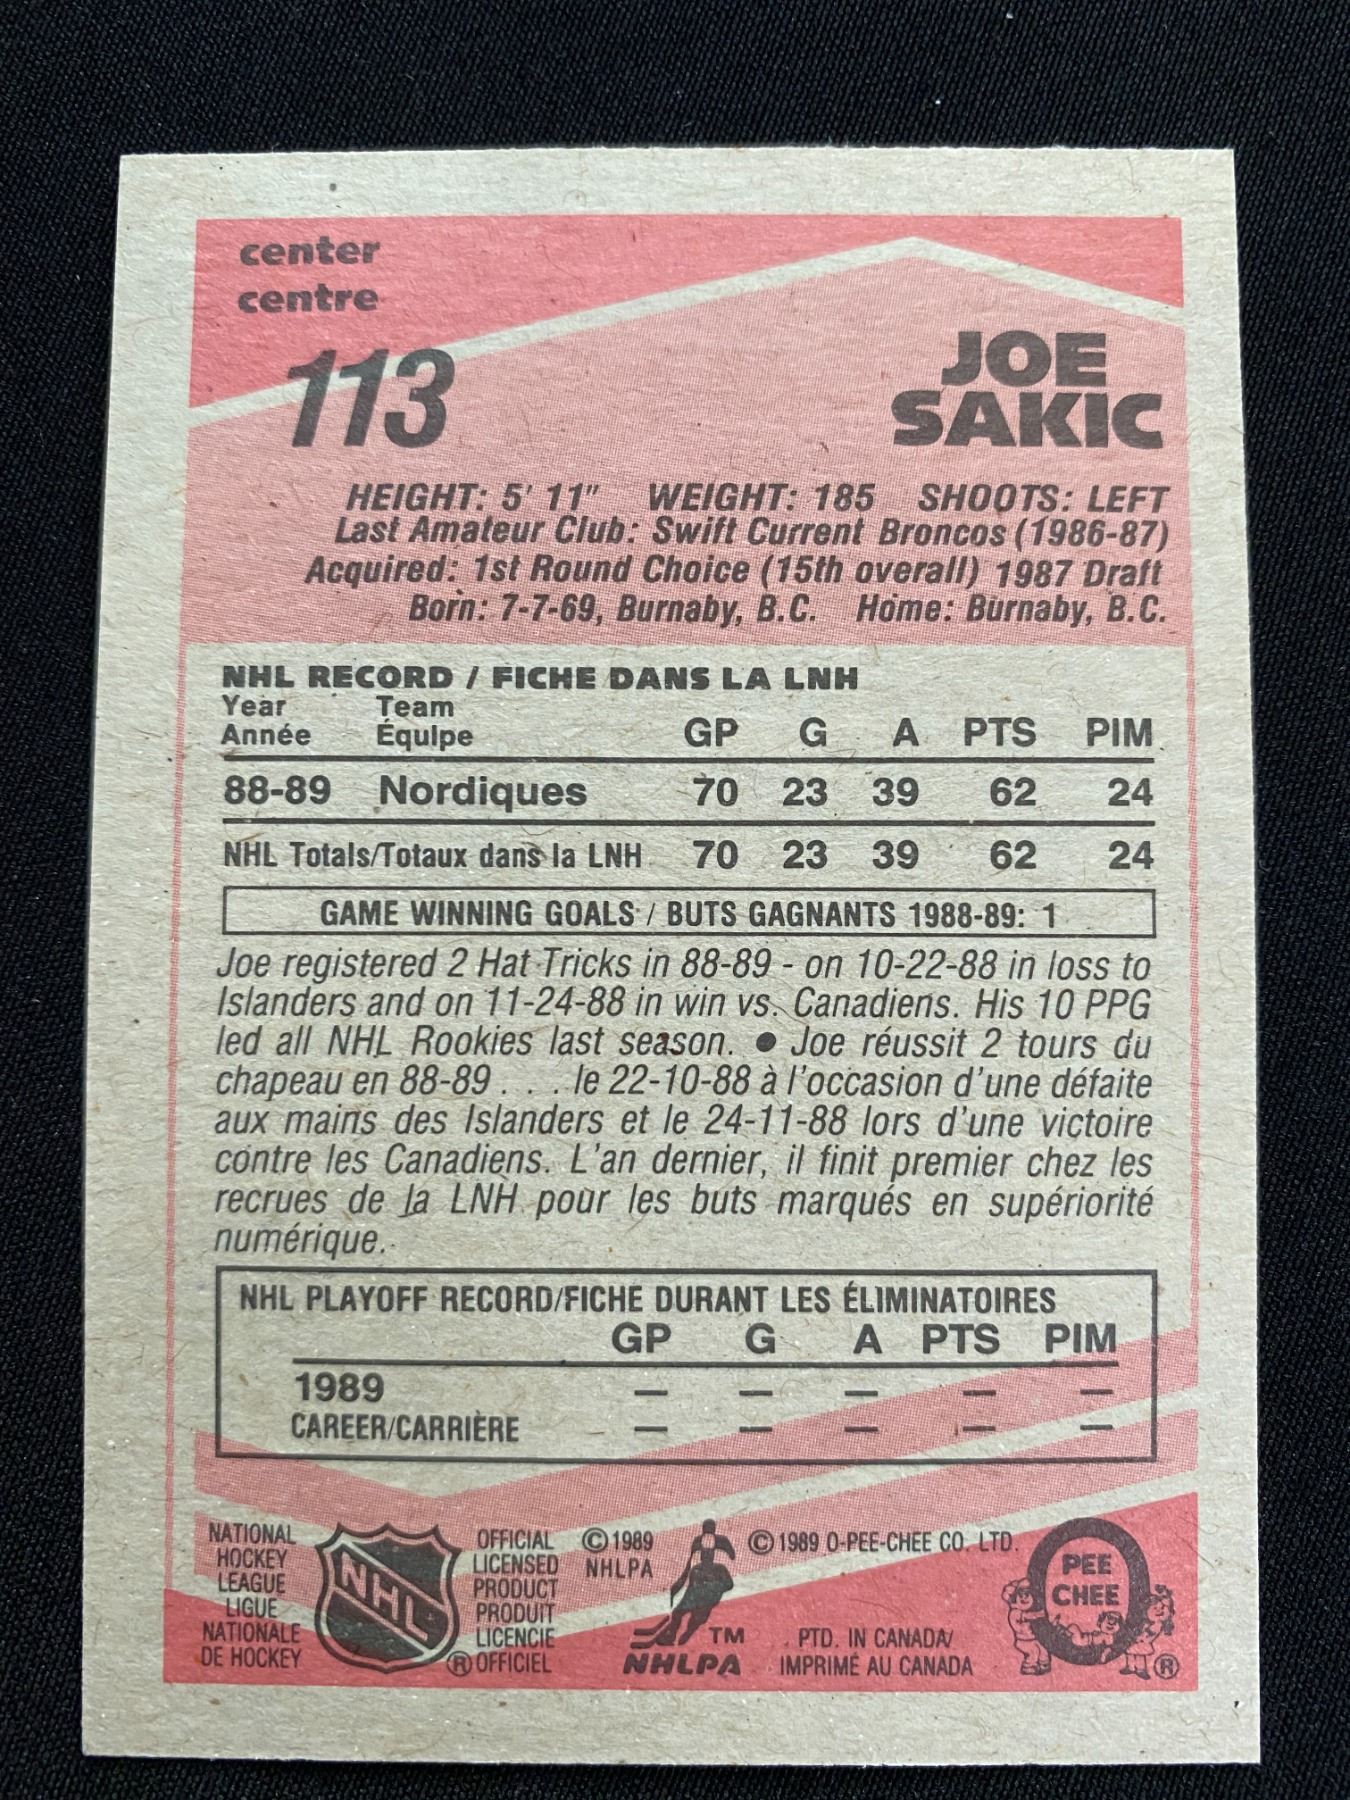 center
centre
113
JOE
SAKIC
HEIGHT: 5' 11" WEIGHT: 185 SHOOTS: LEFT
Last Amateur Club: Swift Current Broncos (1986-87)
Acquired: 1st Round Choice (15th overall) 1987 Draft
Born: 7-7-69, Burnaby, B.C. Home: Burnaby, B.C.
NHL RECORD / FICHE DANS LA LNH
Year Team
Année Équipe GP G A PTS PIM
88-89 Nordiques 70 23 39 62 24
NHL Totals/Totaux dans la LNH 70 23 39 62 24
GAME WINNING GOALS / BUTS GAGNANTS 1988-89: 1
Joe registered 2 Hat Tricks in 88-89 - on 10-22-88 in loss to
Islanders and on 11-24-88 in win vs. Canadiens. His 10 PPG
led all NHL Rookies last season. ● Joe réussit 2 tours du
chapeau en 88-89 . . . le 22-10-88 à l'occasion d'une défaite
aux mains des Islanders et le 24-11-88 lors d'une victoire
contre les Canadiens. L'an dernier, il finit premier chez les
recrues de la LNH pour les buts marqués en supériorité
numérique.
NHL PLAYOFF RECORD/FICHE DURANT LES ÉLIMINATOIRES
GP G A PTS PIM
1989 — — — — —
CAREER/CARRIÈRE — — — — —
NATIONAL
HOCKEY
LEAGUE
LIGUE
NATIONALE
DE HOCKEY
NHL
®
OFFICIAL
LICENSED
PRODUCT
PRODUIT
LICENCIE
OFFICIEL
©1989
NHLPA
TM
NHLPA
©1989 O-PEE-CHEE CO. LTD.
PTD. IN CANADA/
IMPRIMÉ AU CANADA
O
PEE
CHEE
®